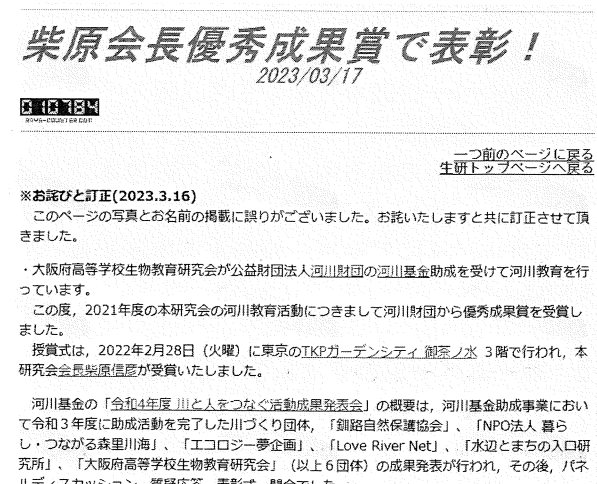 柴原会長優秀成果賞で表彰！
2023/03/17
010784
RAYS-COUNTER.COM
一つ前のページに戻る
生研トップページへ戻る
※お詫びと訂正(2023.3.16)
このページの写真とお名前の掲載に誤りがございました。お詫いたしますと共に訂正させて頂
きました。
・大阪府高等学校生物教育研究会が公益財団法人河川財団の河川基金助成を受けて河川教育を行
っています。
この度，2021年度の本研究会の河川教育活動につきまして河川財団から優秀成果賞を受賞し
ました。
授賞式は，2022年2月28日（火曜）に東京のTKPガーデンシティ 御茶ノ水 ３階で行われ，本
研究会会長柴原信彦が受賞いたしました。
河川基金の「令和4年度 川と人をつなぐ活動成果発表会」の概要は，河川基金助成事業におい
て令和３年度に助成活動を完了した川づくり団体，「釧路自然保護協会」、「NPO法人 暮ら
し・つながる森里川海」、「エコロジー夢企画」、「Love River Net」、「水辺とまちの入口研
究所」、「大阪府高等学校生物教育研究会」（以上６団体）の成果発表が行われ，その後，パネ